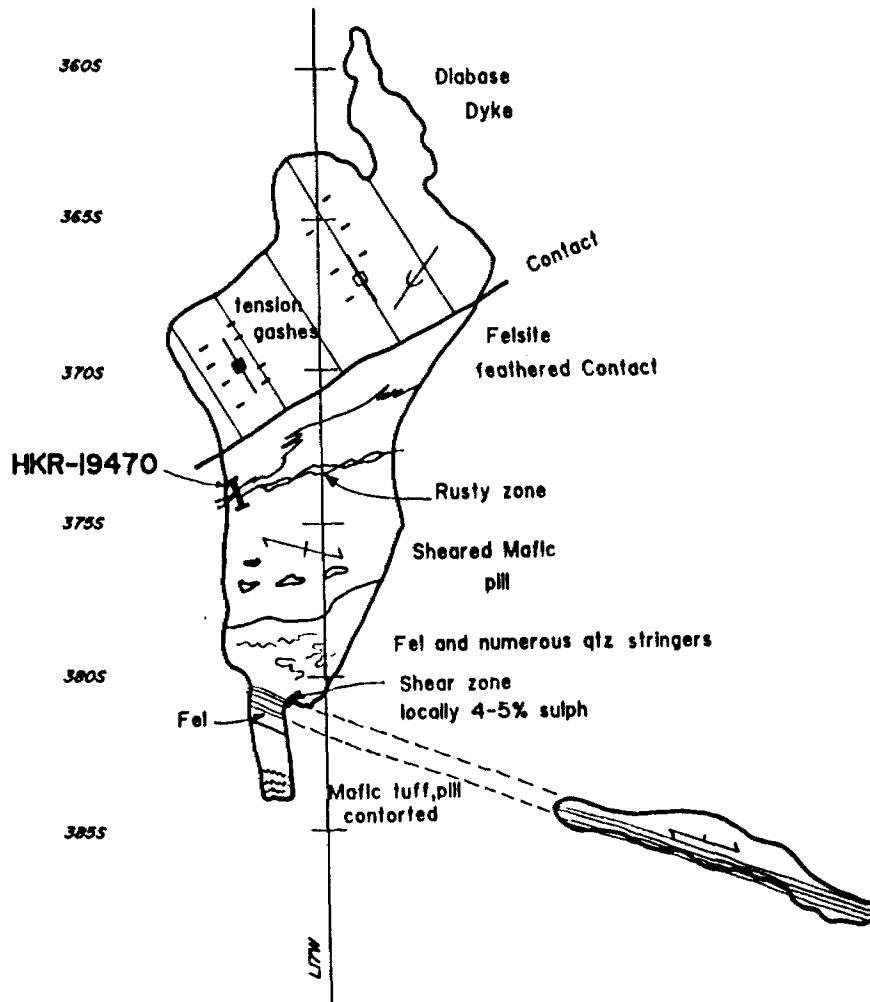 360S
Diabase
Dyke
365S
Contact
tension
gashes
Felsite
feathered Contact
370S
HKR-19470
Rusty zone
375S
Sheared Mafic
pill
Fel and numerous qtz stringers
380S
Shear zone
locally 4-5% sulph
Fel
Mafic tuff, pill
contorted
385S
L17W